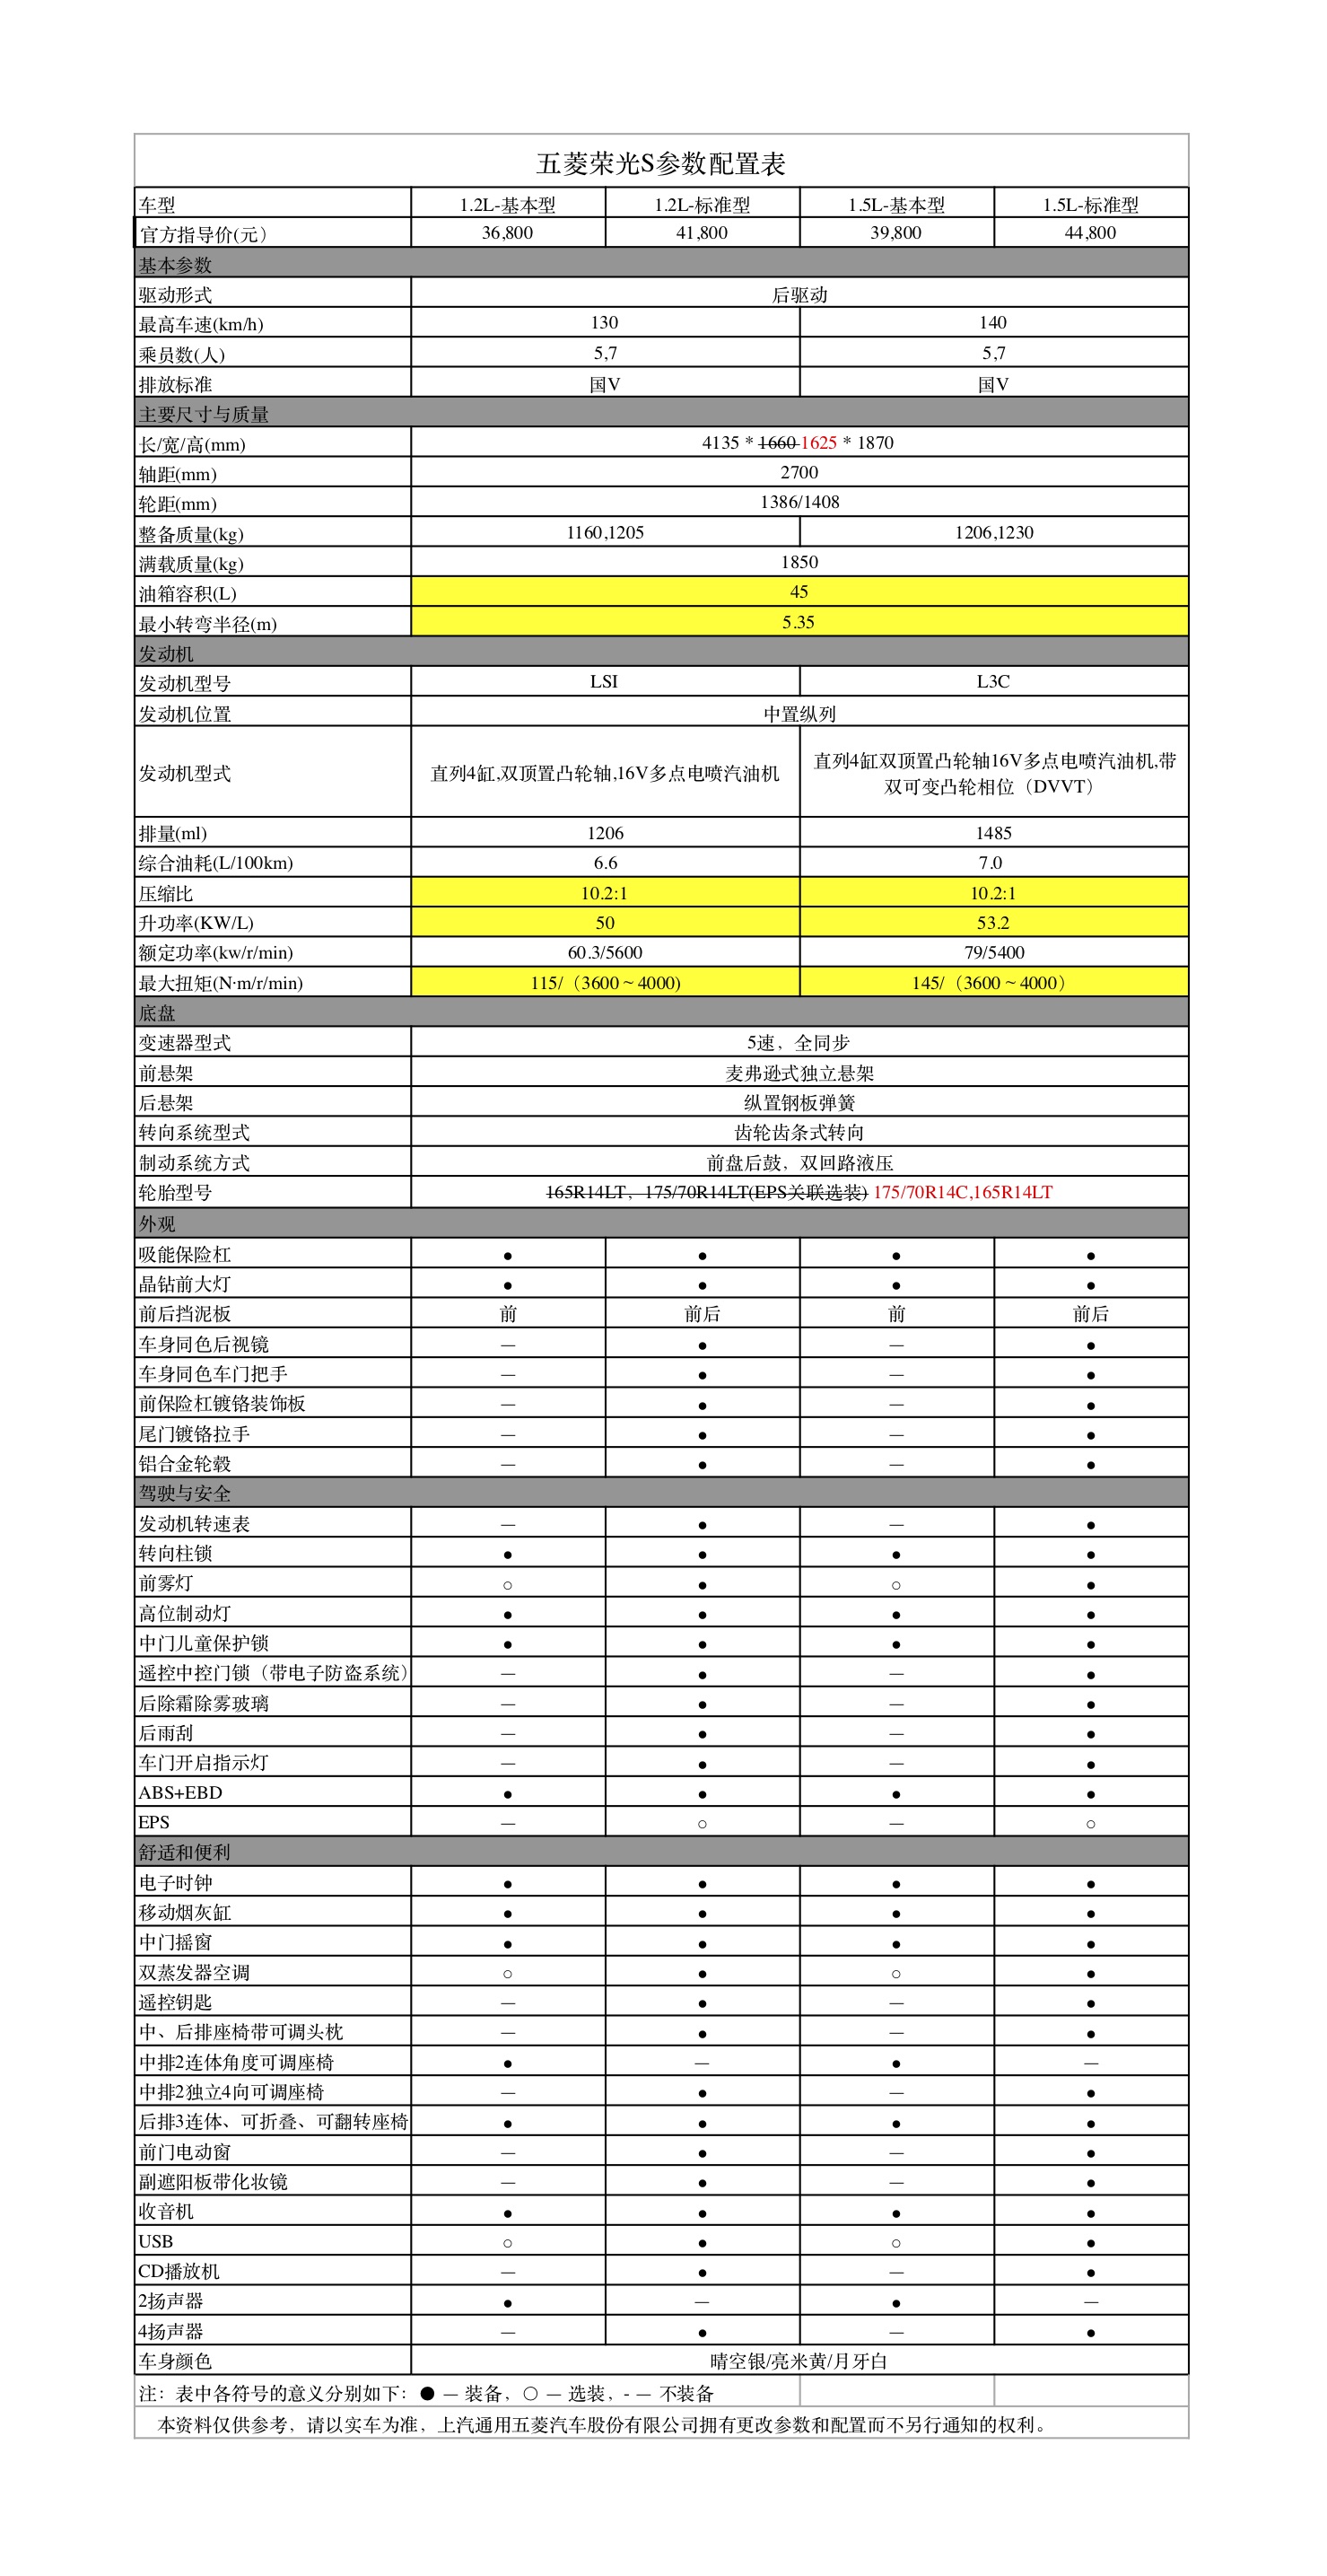 五菱荣光S参数配置表
车型 1.2L-基本型 1.2L-标准型 1.5L-基本型 1.5L-标准型
官方指导价(元） 36,800 41,800 39,800 44,800
基本参数
驱动形式 后驱动
最高车速(km/h) 130 140
乘员数(人) 5,7 5,7
排放标准 国V 国V
主要尺寸与质量
长/宽/高(mm) 4135 * 1660 1625 * 1870
轴距(mm) 2700
轮距(mm) 1386/1408
整备质量(kg) 1160,1205 1206,1230
满载质量(kg) 1850
油箱容积(L) 45
最小转弯半径(m) 5.35
发动机
发动机型号 LSI L3C
发动机位置 中置纵列
发动机型式 直列4缸,双顶置凸轮轴,16V多点电喷汽油机 直列4缸双顶置凸轮轴16V多点电喷汽油机,带
双可变凸轮相位（DVVT）
排量(ml) 1206 1485
综合油耗(L/100km) 6.6 7.0
压缩比 10.2:1 10.2:1
升功率(KW/L) 50 53.2
额定功率(kw/r/min) 60.3/5600 79/5400
最大扭矩(N·m/r/min) 115/（3600 ~ 4000) 145/（3600 ~ 4000）
底盘
变速器型式 5速，全同步
前悬架 麦弗逊式独立悬架
后悬架 纵置钢板弹簧
转向系统型式 齿轮齿条式转向
制动系统方式 前盘后鼓，双回路液压
轮胎型号 165R14LT，175/70R14LT(EPS关联选装) 175/70R14C,165R14LT
外观
吸能保险杠 ● ● ● ●
晶钻前大灯 ● ● ● ●
前后挡泥板 前 前后 前 前后
车身同色后视镜 — ● — ●
车身同色车门把手 — ● — ●
前保险杠镀铬装饰板 — ● — ●
尾门镀铬拉手 — ● — ●
铝合金轮毂 — ● — ●
驾驶与安全
发动机转速表 — ● — ●
转向柱锁 ● ● ● ●
前雾灯 ○ ● ○ ●
高位制动灯 ● ● ● ●
中门儿童保护锁 ● ● ● ●
遥控中控门锁（带电子防盗系统） — ● — ●
后除霜除雾玻璃 — ● — ●
后雨刮 — ● — ●
车门开启指示灯 — ● — ●
ABS+EBD ● ● ● ●
EPS — ○ — ○
舒适和便利
电子时钟 ● ● ● ●
移动烟灰缸 ● ● ● ●
中门摇窗 ● ● ● ●
双蒸发器空调 ○ ● ○ ●
遥控钥匙 — ● — ●
中、后排座椅带可调头枕 — ● — ●
中排2连体角度可调座椅 ● — ● —
中排2独立4向可调座椅 — ● — ●
后排3连体、可折叠、可翻转座椅 ● ● ● ●
前门电动窗 — ● — ●
副遮阳板带化妆镜 — ● — ●
收音机 ● ● ● ●
USB ○ ● ○ ●
CD播放机 — ● — ●
2扬声器 ● — ● —
4扬声器 — ● — ●
车身颜色 晴空银/亮米黄/月牙白
注：表中各符号的意义分别如下：● — 装备，○ — 选装，- — 不装备
本资料仅供参考，请以实车为准，上汽通用五菱汽车股份有限公司拥有更改参数和配置而不另行通知的权利。